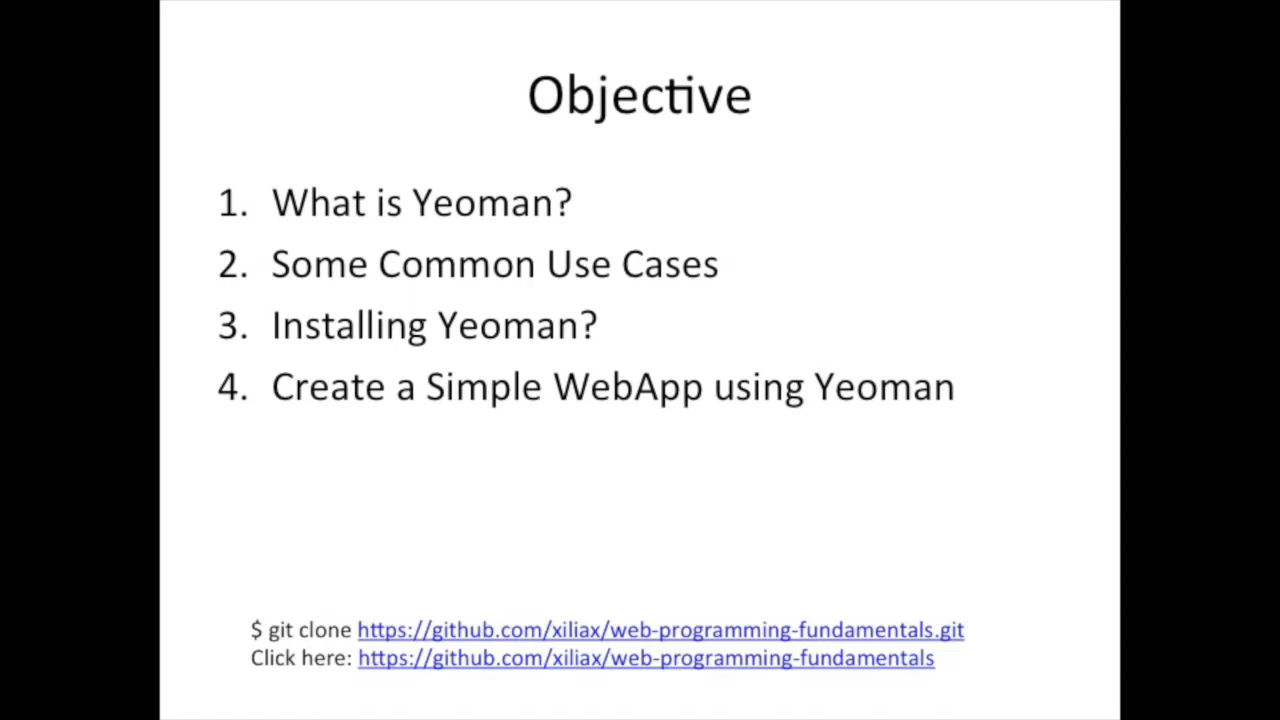 Objective
1. What is Yeoman?
2. Some Common Use Cases
3. Installing Yeoman?
4. Create a Simple WebApp using Yeoman
$ git clone https://github.com/xiliax/web-programming-fundamentals.git
Click here: https://github.com/xiliax/web-programming-fundamentals